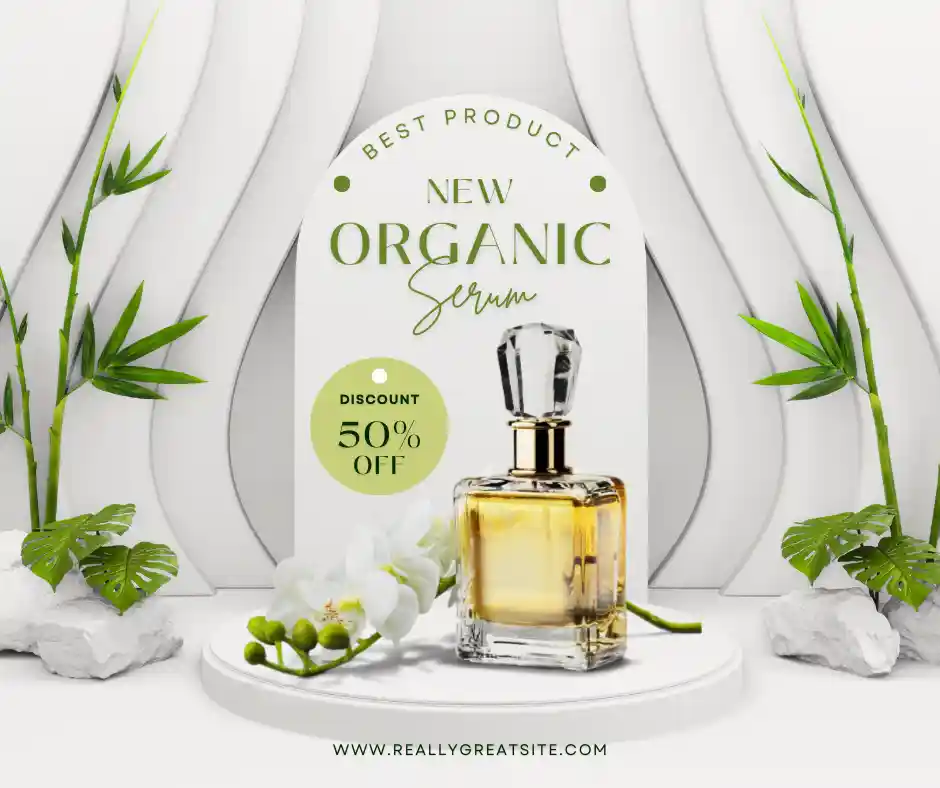 BEST PRODUCT
NEW
ORGANIC
Serum
DISCOUNT
50%
OFF
WWW.REALLYGREATSITE.COM